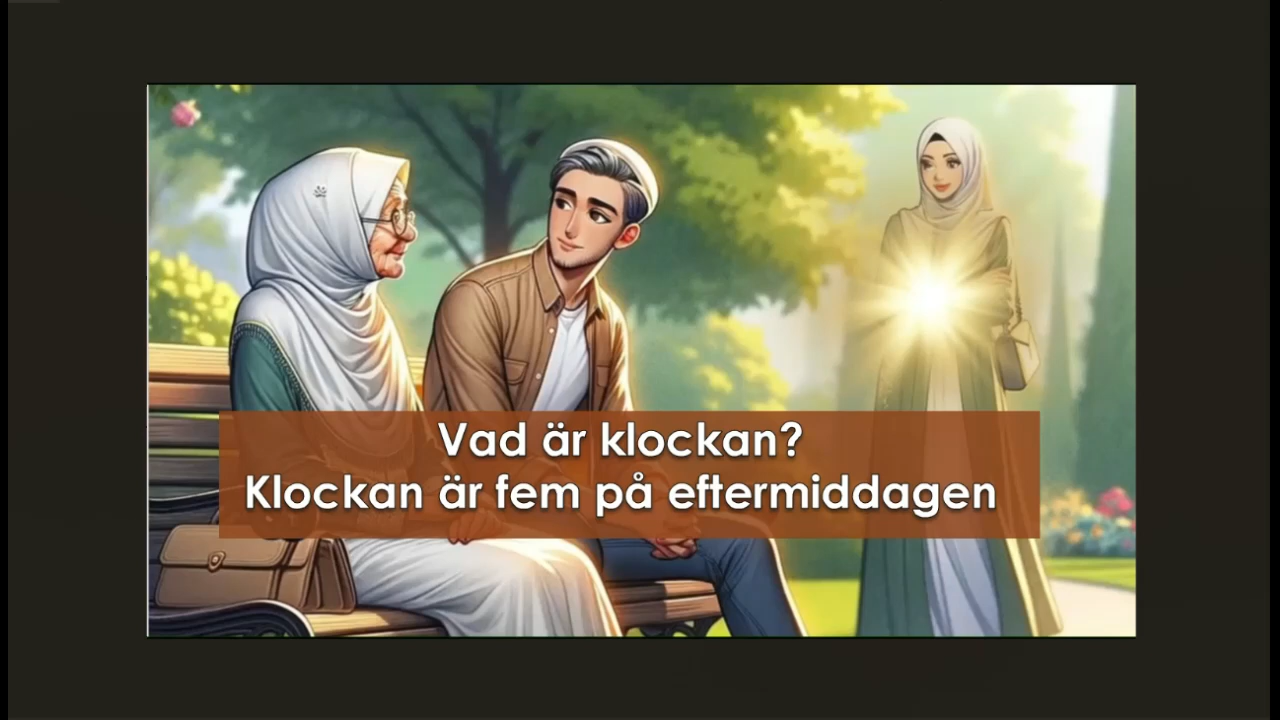 Vad är klockan?
Klockan är fem på eftermiddagen